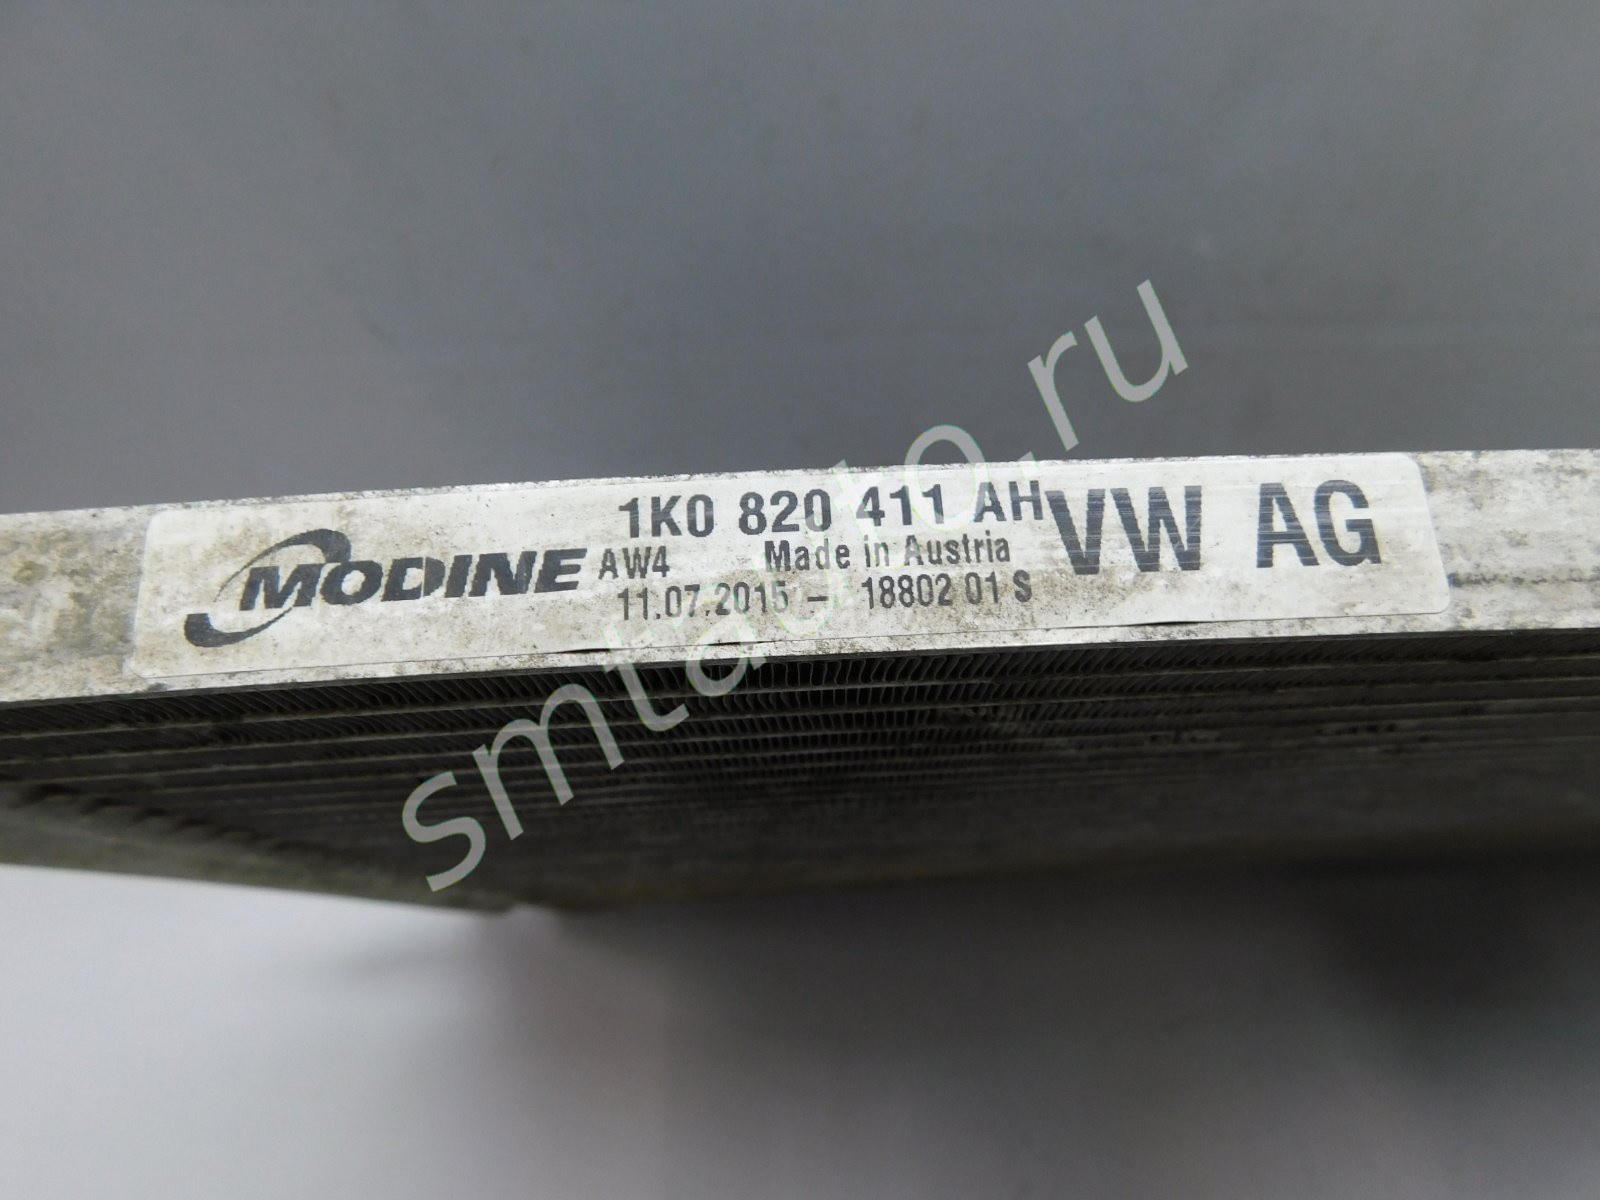 MODINE
1K0 820 411 AH
AW4 Made in Austria
11.07.2015 - 18802 01 S
VW AG
smtauto.ru